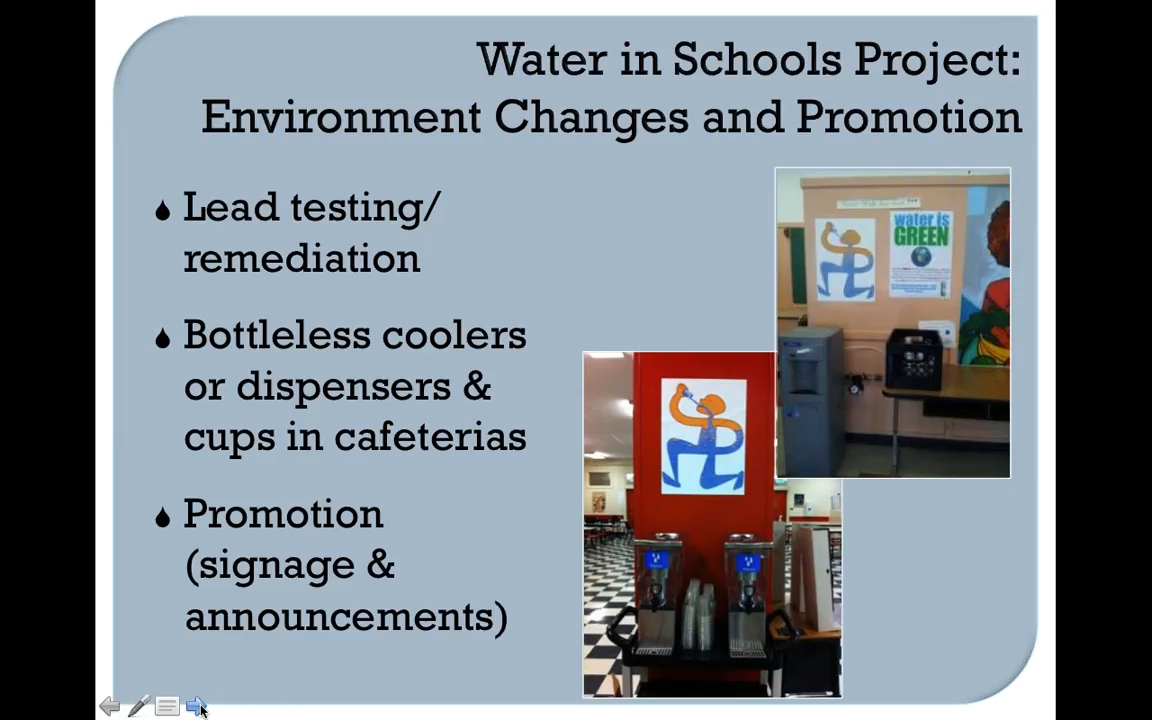 Water in Schools Project:
Environment Changes and Promotion
Lead testing/
remediation
Bottleless coolers
or dispensers &
cups in cafeterias
Promotion
(signage &
announcements)
water is
GREEN